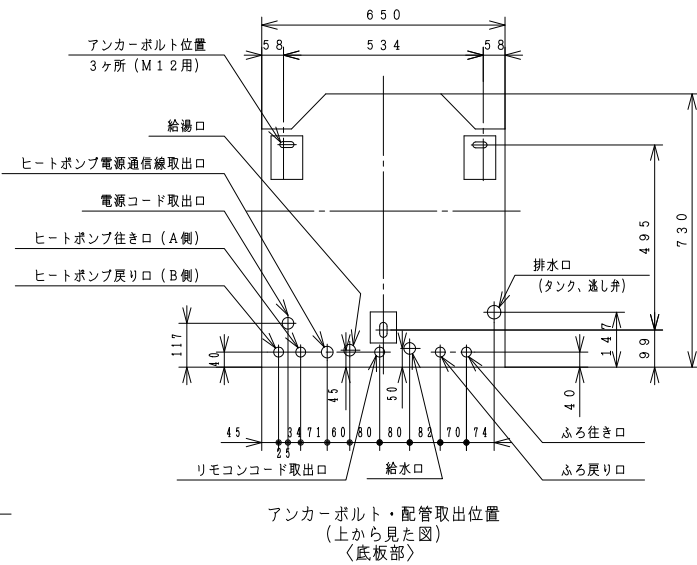 650
58
534
58
アンカーボルト位置
3ヶ所（M12用）
給湯口
ヒートポンプ電源通信線取出口
電源コード取出口
ヒートポンプ往き口（A側）
ヒートポンプ戻り口（B側）
排水口
（タンク、逃し弁）
495
730
117
40
45
50
147
99
40
45
25
34
71
60
80
80
82
70
74
リモコンコード取出口
給水口
ふろ往き口
ふろ戻り口
アンカーボルト・配管取出位置
（上から見た図）
〈底板部〉